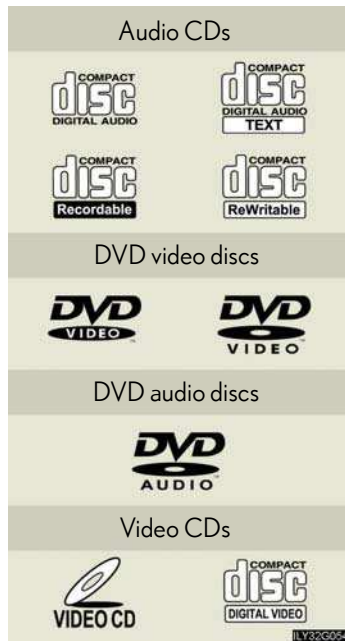 Audio CDs
COMPACT
disc
DIGITAL AUDIO
COMPACT
disc
DIGITAL AUDIO
TEXT
COMPACT
disc
Recordable
COMPACT
disc
ReWritable
DVD video discs
DVD
VIDEO
DVD
VIDEO
DVD audio discs
DVD
AUDIO
Video CDs
VIDEO CD
COMPACT
disc
DIGITAL VIDEO
ILY32G05